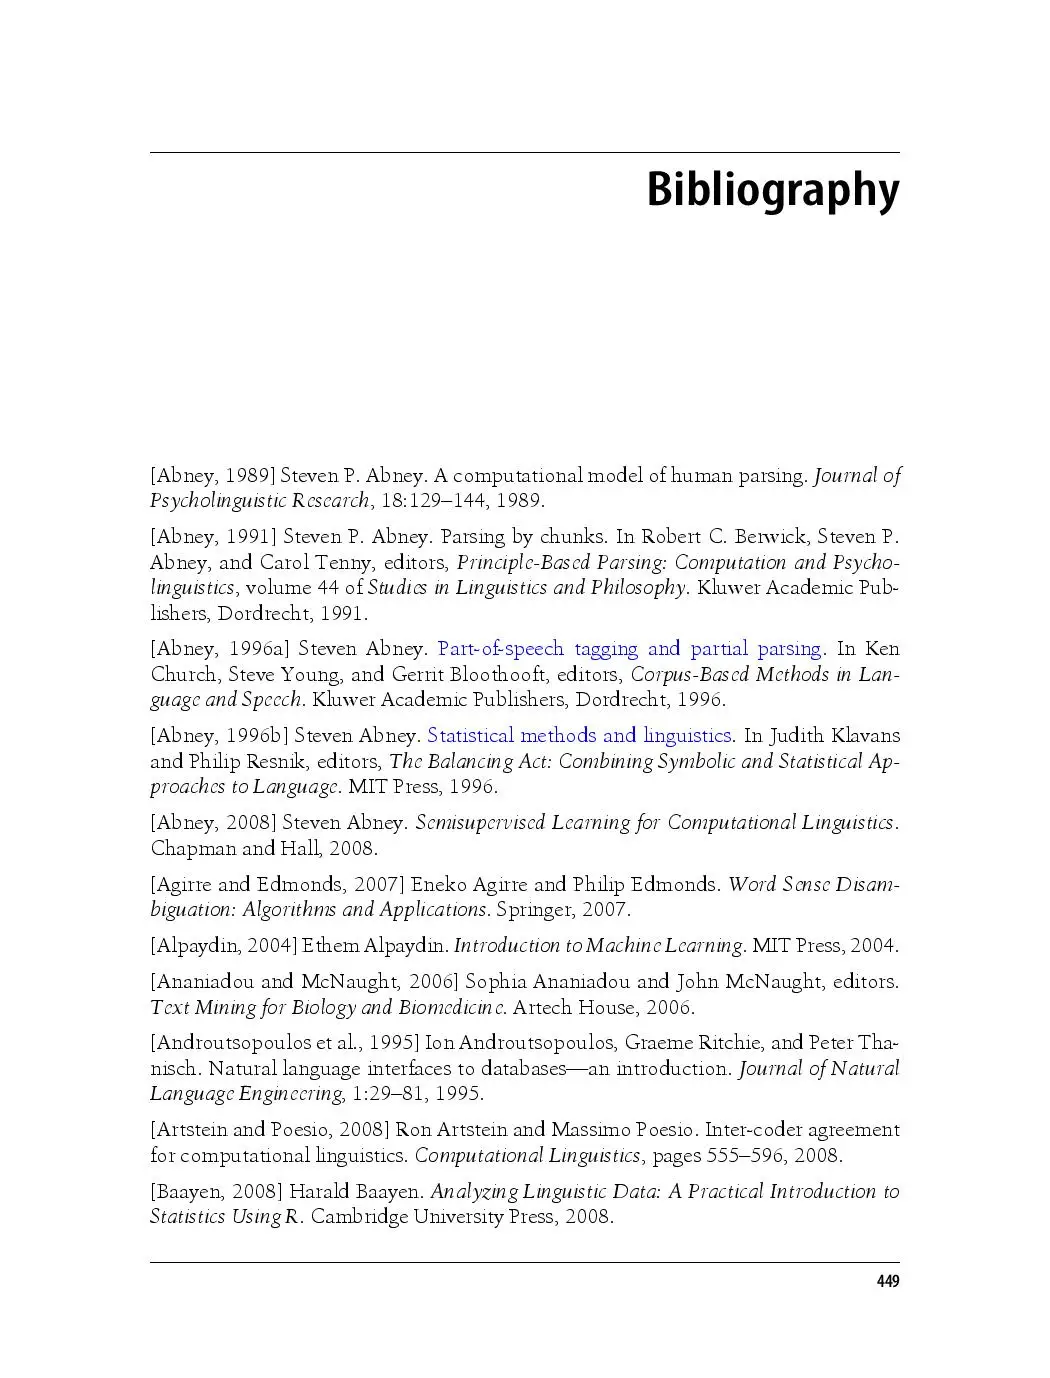 Bibliography
[Abney, 1989] Steven P. Abney. A computational model of human parsing. Journal of
Psycholinguistic Research, 18:129–144, 1989.
[Abney, 1991] Steven P. Abney. Parsing by chunks. In Robert C. Berwick, Steven P.
Abney, and Carol Tenny, editors, Principle-Based Parsing: Computation and Psycho-
linguistics, volume 44 of Studies in Linguistics and Philosophy. Kluwer Academic Pub-
lishers, Dordrecht, 1991.
[Abney, 1996a] Steven Abney. Part-of-speech tagging and partial parsing. In Ken
Church, Steve Young, and Gerrit Bloothooft, editors, Corpus-Based Methods in Lan-
guage and Speech. Kluwer Academic Publishers, Dordrecht, 1996.
[Abney, 1996b] Steven Abney. Statistical methods and linguistics. In Judith Klavans
and Philip Resnik, editors, The Balancing Act: Combining Symbolic and Statistical Ap-
proaches to Language. MIT Press, 1996.
[Abney, 2008] Steven Abney. Semisupervised Learning for Computational Linguistics.
Chapman and Hall, 2008.
[Agirre and Edmonds, 2007] Eneko Agirre and Philip Edmonds. Word Sense Disam-
biguation: Algorithms and Applications. Springer, 2007.
[Alpaydin, 2004] Ethem Alpaydin. Introduction to Machine Learning. MIT Press, 2004.
[Ananiadou and McNaught, 2006] Sophia Ananiadou and John McNaught, editors.
Text Mining for Biology and Biomedicine. Artech House, 2006.
[Androutsopoulos et al., 1995] Ion Androutsopoulos, Graeme Ritchie, and Peter Tha-
nisch. Natural language interfaces to databases—an introduction. Journal of Natural
Language Engineering, 1:29–81, 1995.
[Artstein and Poesio, 2008] Ron Artstein and Massimo Poesio. Inter-coder agreement
for computational linguistics. Computational Linguistics, pages 555–596, 2008.
[Baayen, 2008] Harald Baayen. Analyzing Linguistic Data: A Practical Introduction to
Statistics Using R. Cambridge University Press, 2008.
449